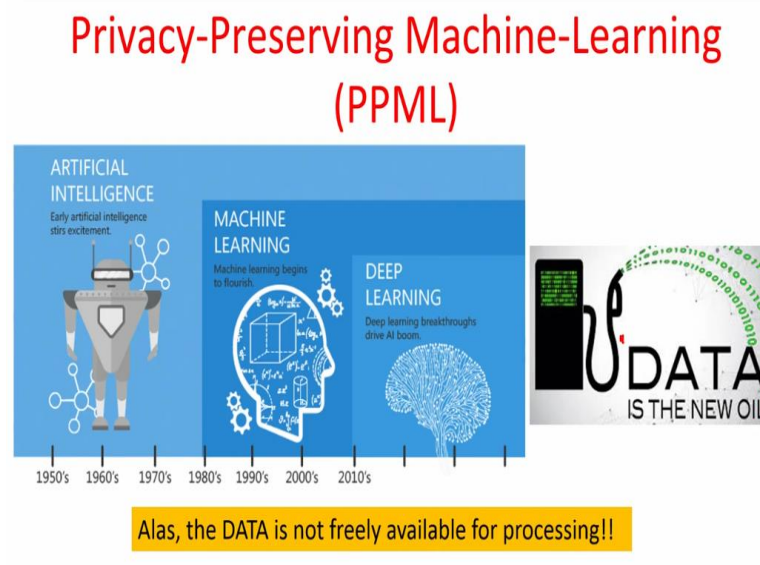 Privacy-Preserving Machine-Learning
(PPML)
ARTIFICIAL
INTELLIGENCE
Early artificial intelligence
stirs excitement.
MACHINE
LEARNING
Machine learning begins
to flourish.
DEEP
LEARNING
Deep learning breakthroughs
drive AI boom.
DATA
IS THE NEW OIL
1950's 1960's 1970's 1980's 1990's 2000's 2010's
Alas, the DATA is not freely available for processing!!